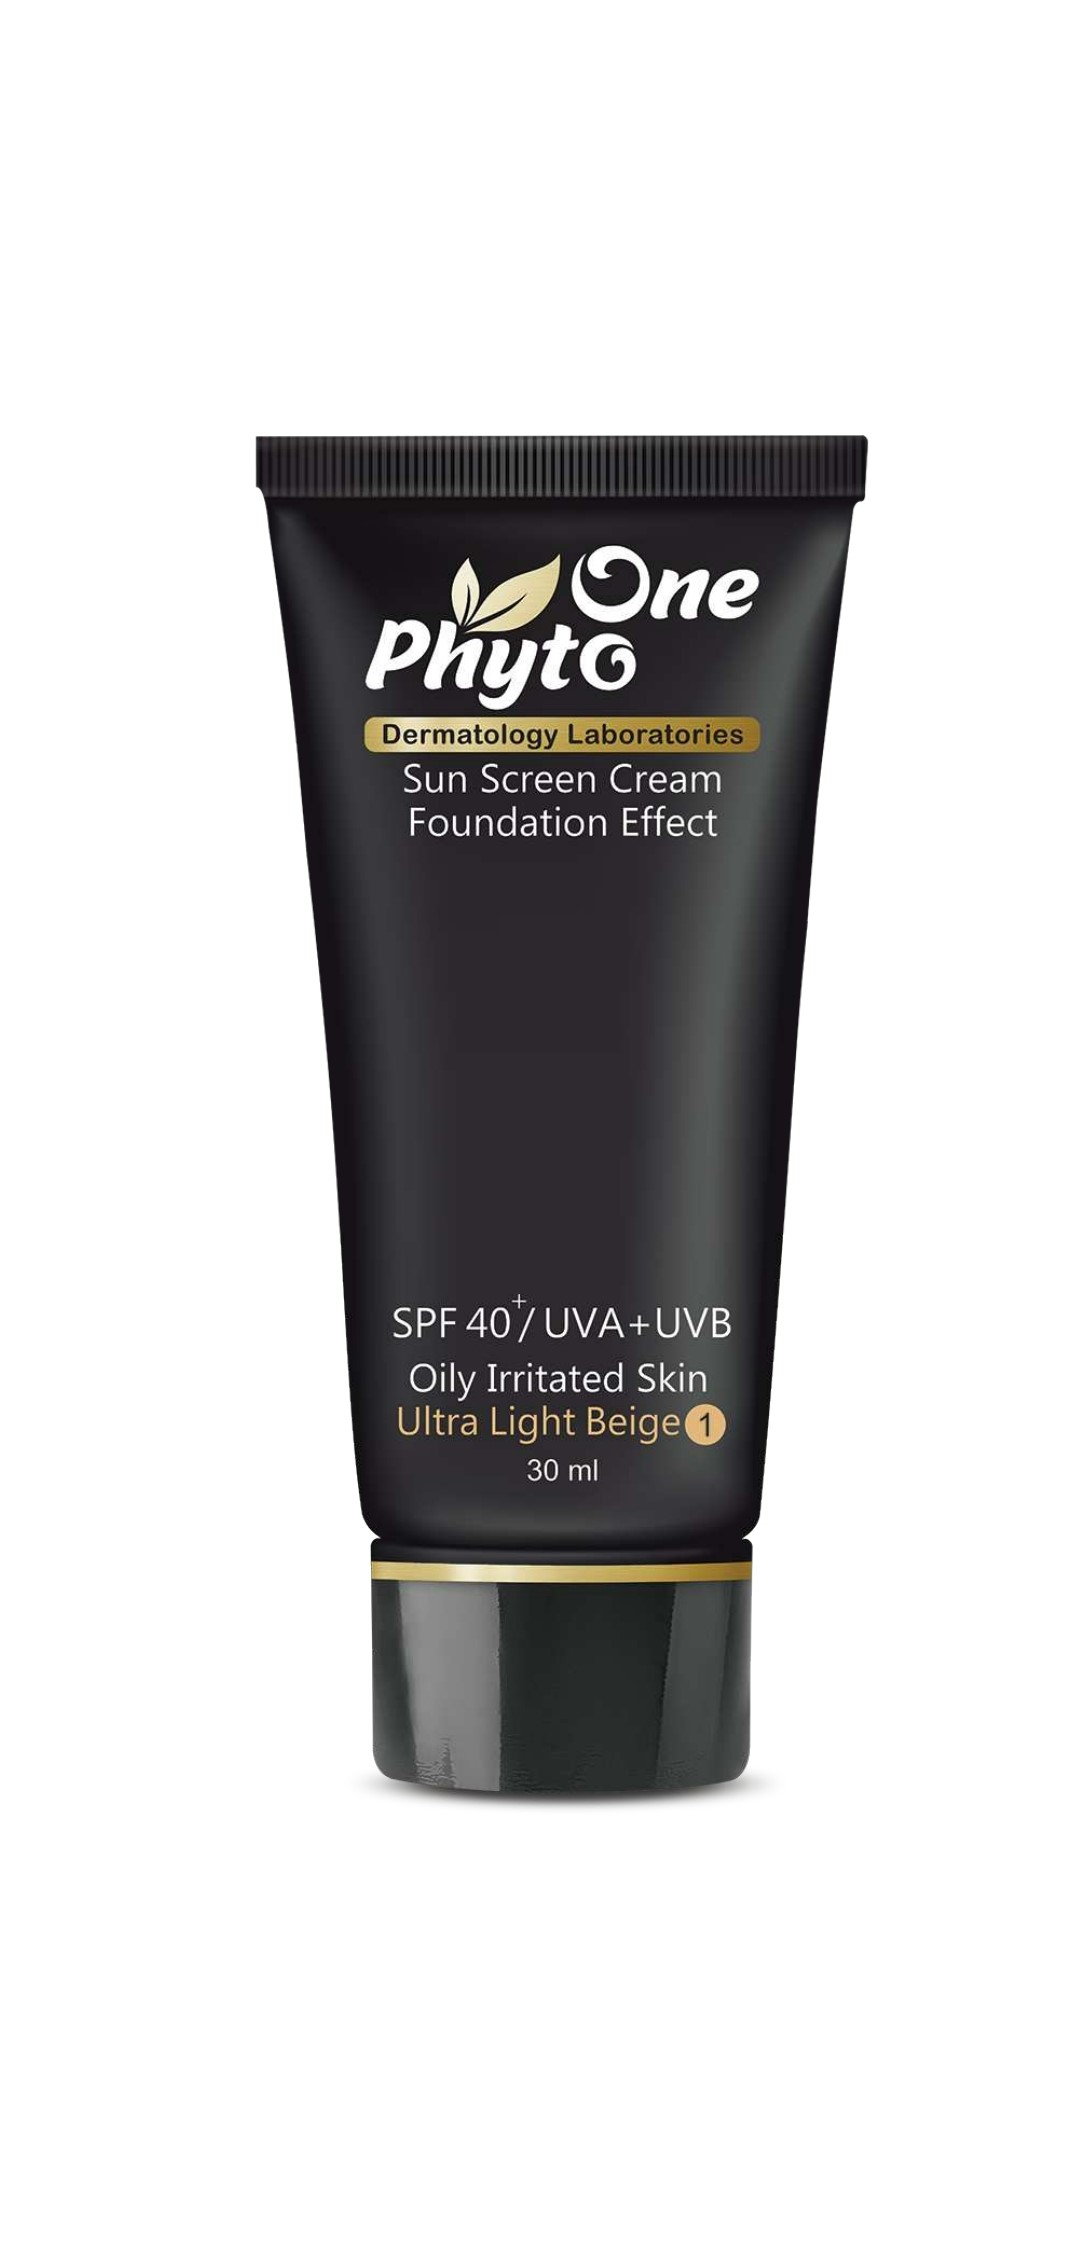 One
Phyto
Dermatology Laboratories
Sun Screen Cream
Foundation Effect
SPF 40⁺/ UVA+UVB
Oily Irritated Skin
Ultra Light Beige 1
30 ml